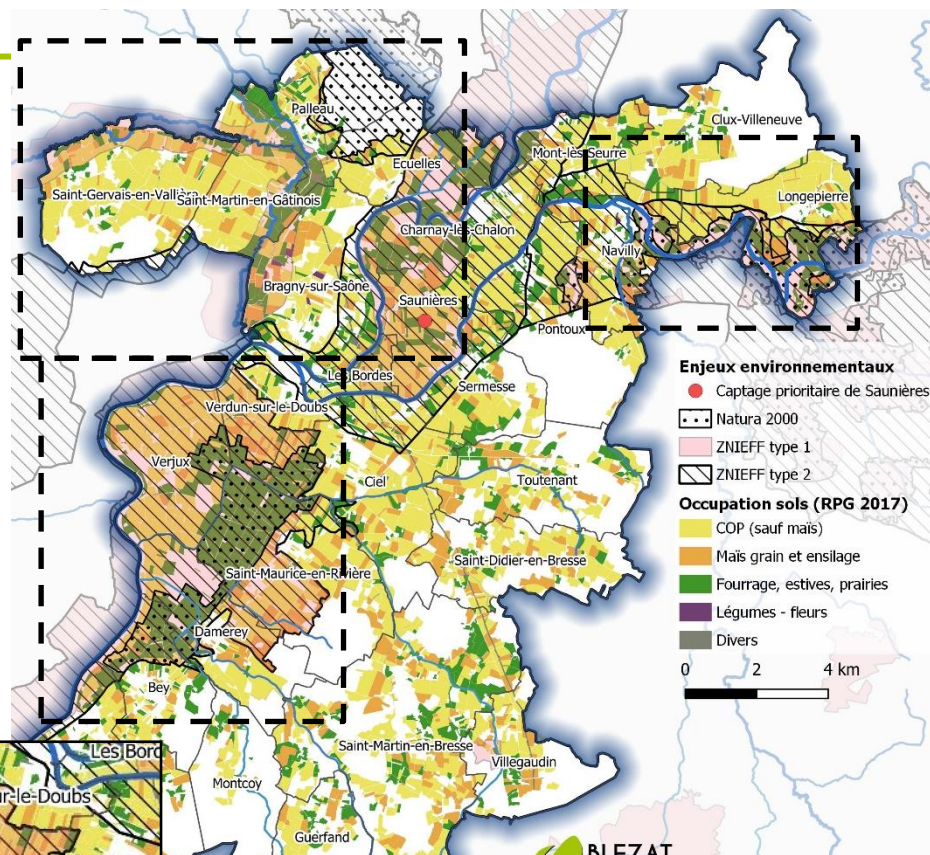 Palleau
Clux-Villeneuve
Ecuelles
Mont-lès Seurre
Saint-Gervais-en-Vallière
Saint-Martin-en-Gâtinois
Longepierre
Charnay-lès-Chalon
Navilly
Bragny-sur-Saône
Saunières
Pontoux
Les Bordes
Sermesse
Verdun-sur-le-Doubs
Verjux
Ciel
Toutenant
Saint-Didier-en-Bresse
Saint-Maurice-en-Rivière
Damerey
Bey
Saint-Martin-en-Bresse
Villegaudin
Montcoy
Guerfand
Enjeux environnementaux
Captage prioritaire de Saunières
Natura 2000
ZNIEFF type 1
ZNIEFF type 2
Occupation sols (RPG 2017)
COP (sauf maïs)
Maïs grain et ensilage
Fourrage, estives, prairies
Légumes - fleurs
Divers
0 2 4 km
Les Bord
ur-le-Doubs
BLEZAT